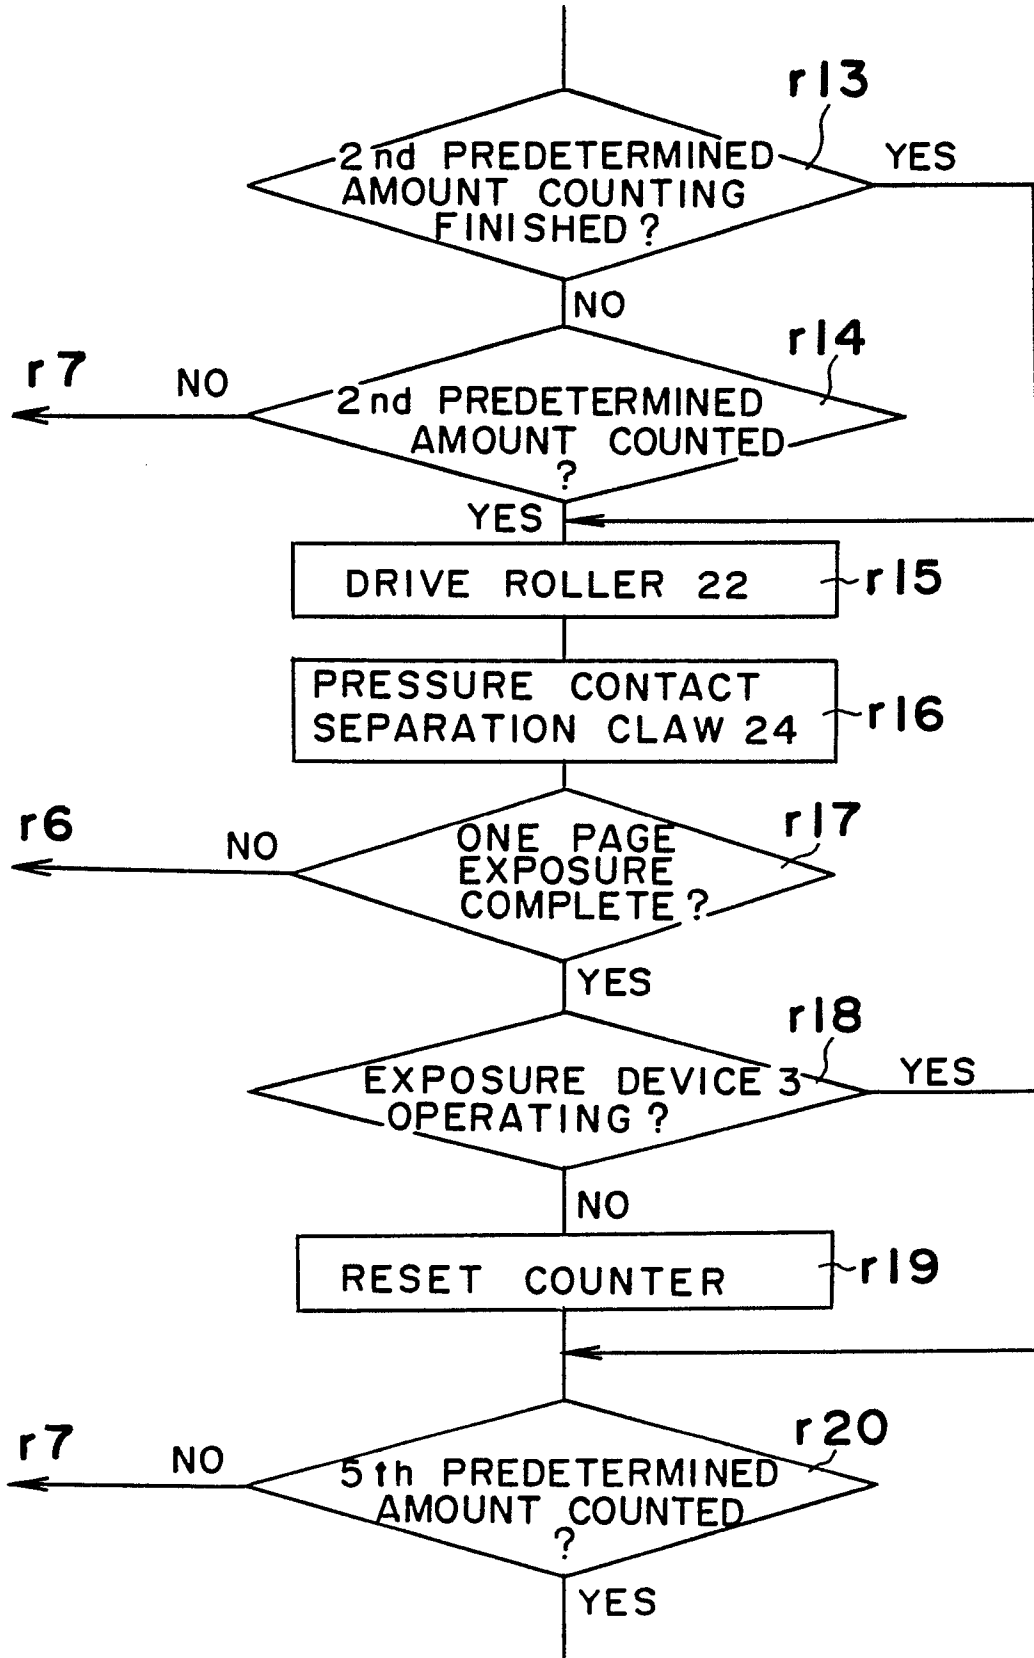 r13
2nd PREDETERMINED
AMOUNT COUNTING
FINISHED?
YES
NO
r14
r7
NO
2nd PREDETERMINED
AMOUNT COUNTED
?
YES
DRIVE ROLLER 22
r15
PRESSURE CONTACT
SEPARATION CLAW 24
r16
r6
NO
ONE PAGE
EXPOSURE
COMPLETE?
r17
YES
r18
EXPOSURE DEVICE 3
OPERATING?
YES
NO
RESET COUNTER
r19
r7
NO
r20
5th PREDETERMINED
AMOUNT COUNTED
?
YES